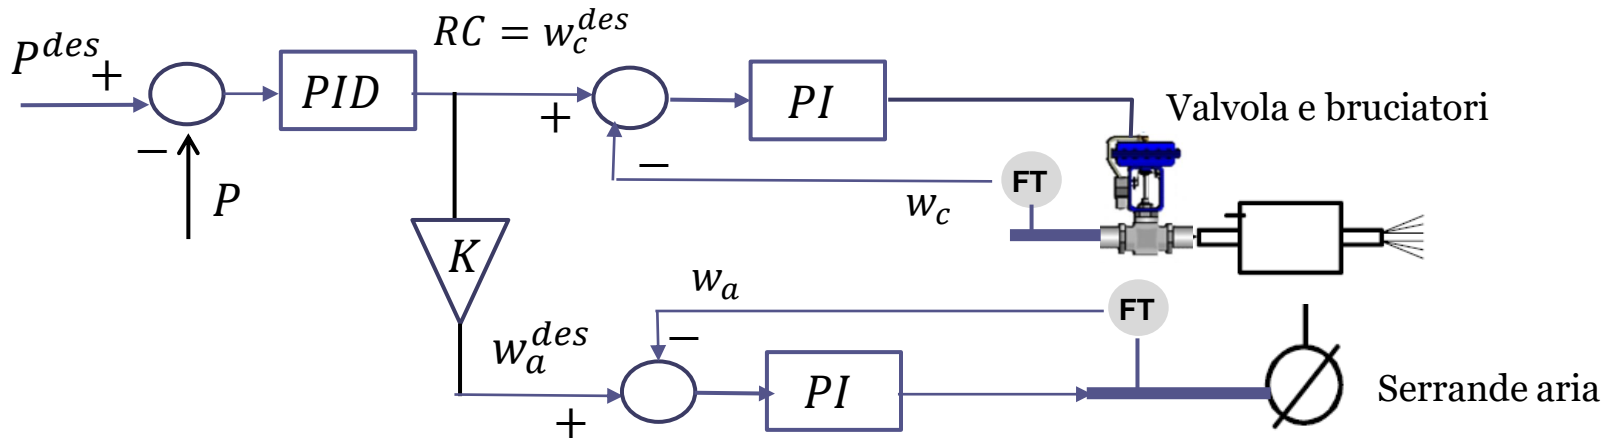 P^des
+
−
P
PID
RC = w_c^des
+
−
PI
Valvola e bruciatori
FT
w_c
K
w_a
FT
w_a^des
−
+
PI
Serrande aria